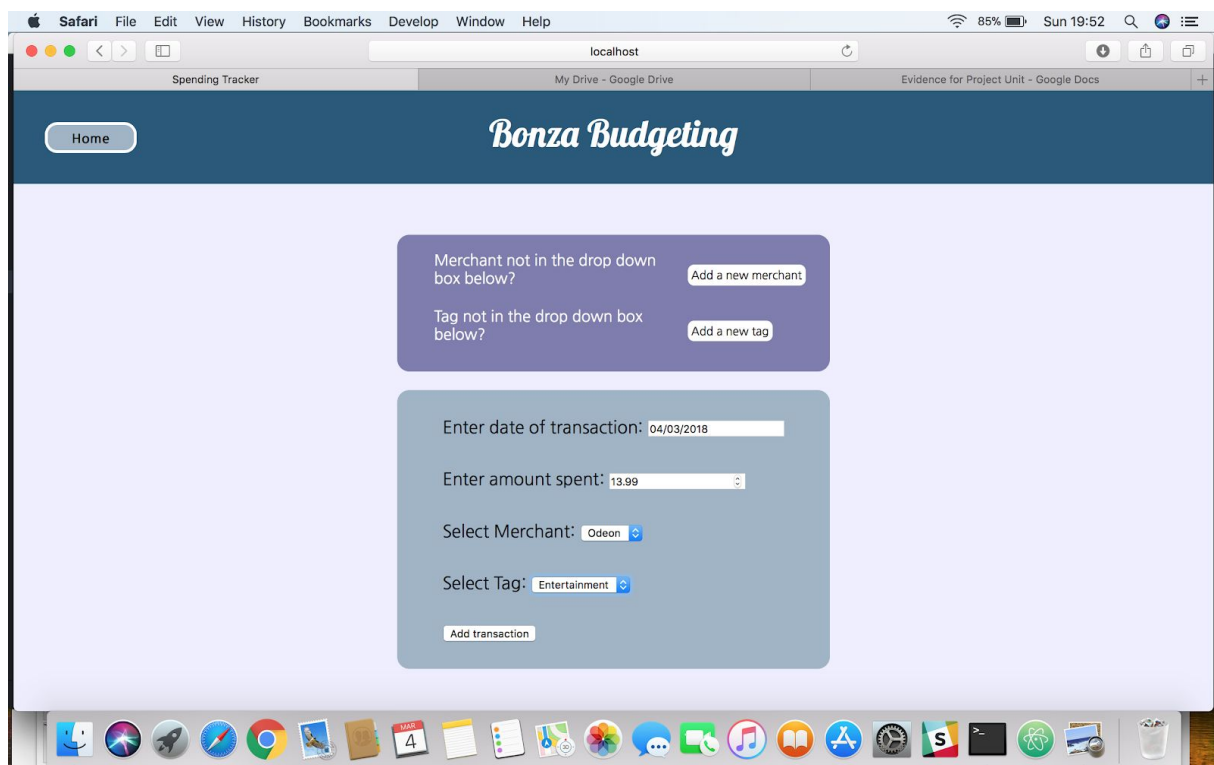 Safari File Edit View History Bookmarks Develop Window Help 85% Sun 19:52
localhost
Spending Tracker My Drive - Google Drive Evidence for Project Unit - Google Docs
Home
Bonza Budgeting
Merchant not in the drop down
box below?
Add a new merchant
Tag not in the drop down box
below?
Add a new tag
Enter date of transaction: 04/03/2018
Enter amount spent: 13.99
Select Merchant: Odeon
Select Tag: Entertainment
Add transaction
MAR
4